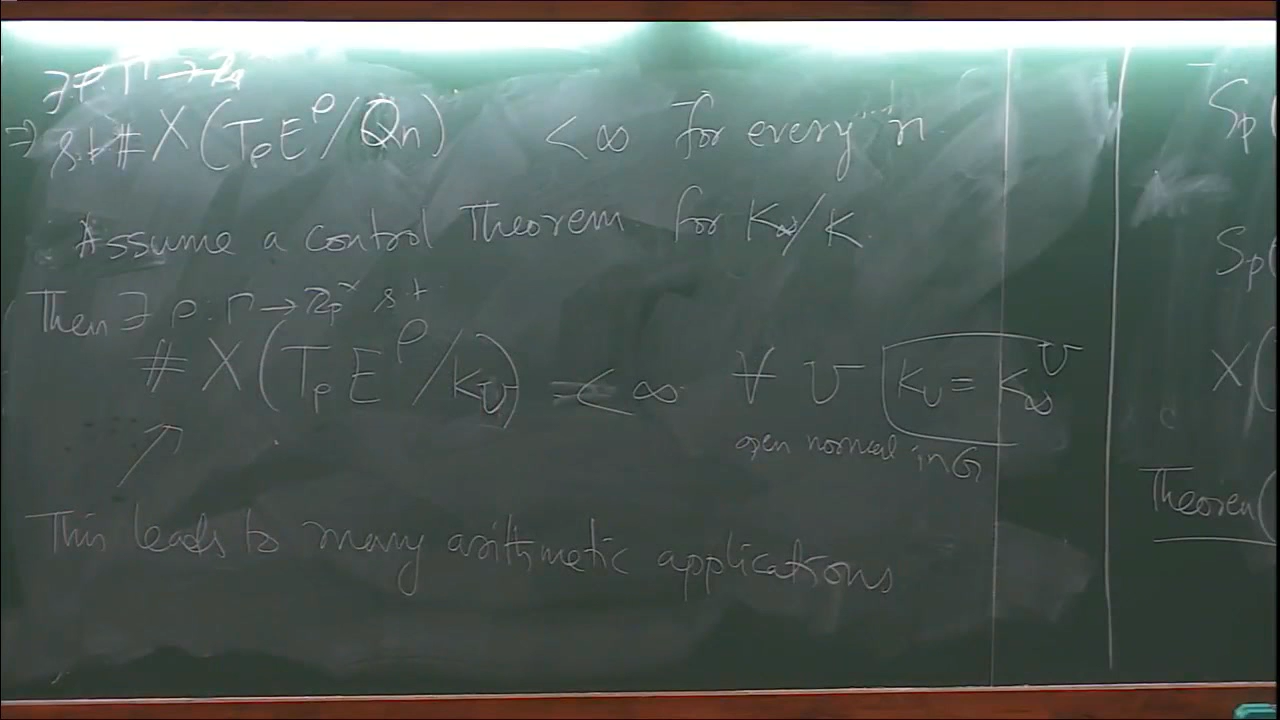 ∃ ρ: Γ → Zp
⇒ s.t # X(TpE^ρ/Qn) < ∞ for every n
Assume a control Theorem for K∞/K
Then ∃ ρ: Γ → Zp^× s.t
# X(TpE^ρ/K_U) < ∞ ∀ U K_U = K∞^U
open normal in G
This leads to many arithmetic applications
Sp(
Sp(
X(
Theorem(